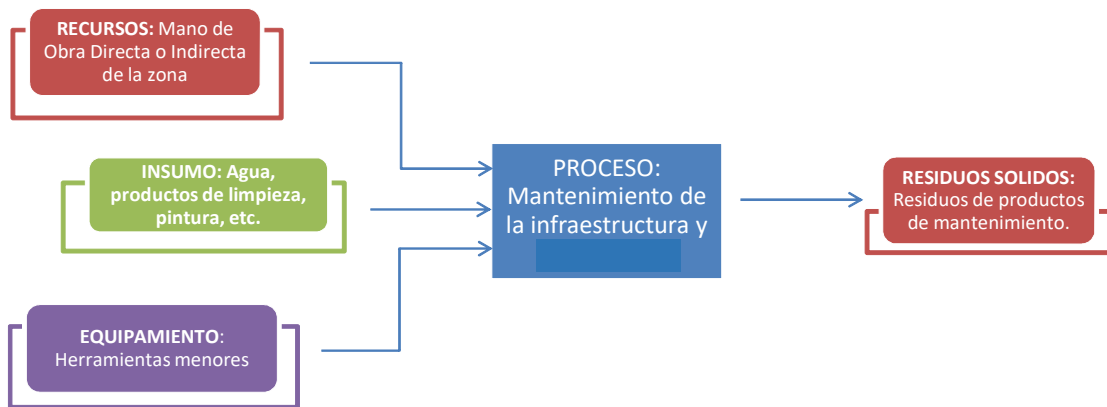 RECURSOS: Mano de
Obra Directa o Indirecta
de la zona
INSUMO: Agua,
productos de limpieza,
pintura, etc.
EQUIPAMIENTO:
Herramientas menores
PROCESO:
Mantenimiento de
la infraestructura y
RESIDUOS SOLIDOS:
Residuos de productos
de mantenimiento.